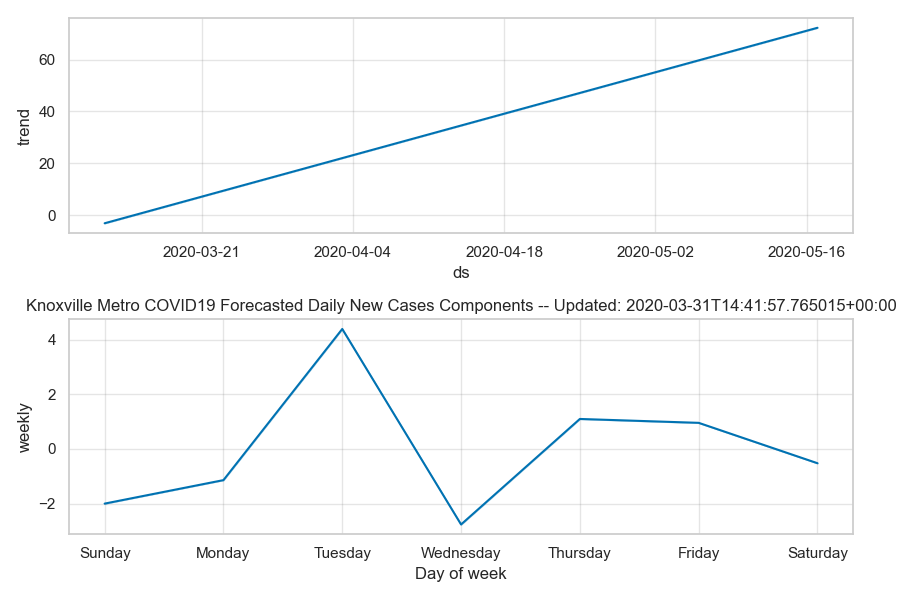 60
40
20
0
trend
2020-03-21 2020-04-04 2020-04-18 2020-05-02 2020-05-16
ds
Knoxville Metro COVID19 Forecasted Daily New Cases Components -- Updated: 2020-03-31T14:41:57.765015+00:00
4
2
0
−2
weekly
Sunday Monday Tuesday Wednesday Thursday Friday Saturday
Day of week